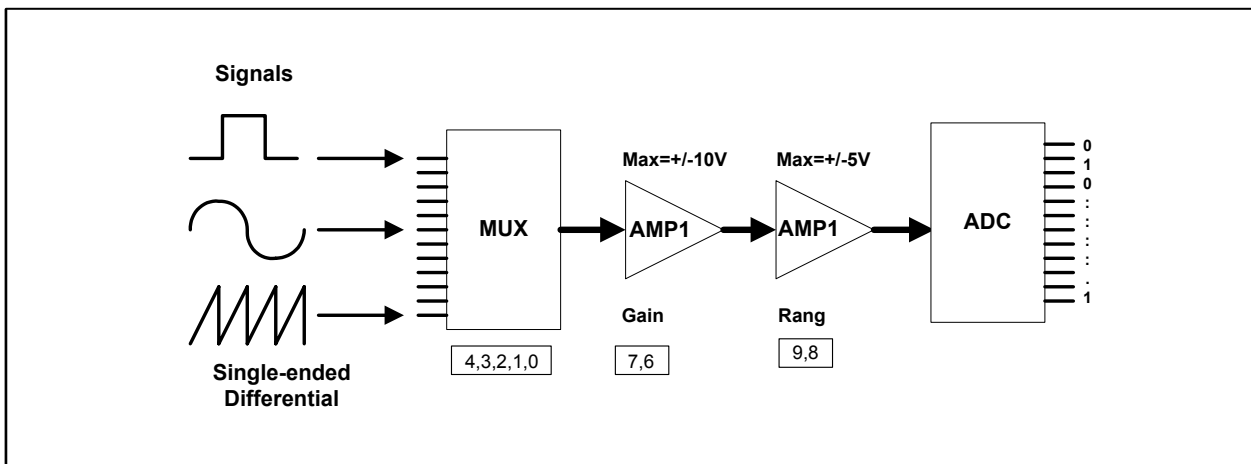 Signals
Single-ended
Differential
MUX
4,3,2,1,0
Max=+/-10V
AMP1
Gain
7,6
Max=+/-5V
AMP1
Rang
9,8
ADC
0
1
0
:
:
:
:
:
.
1